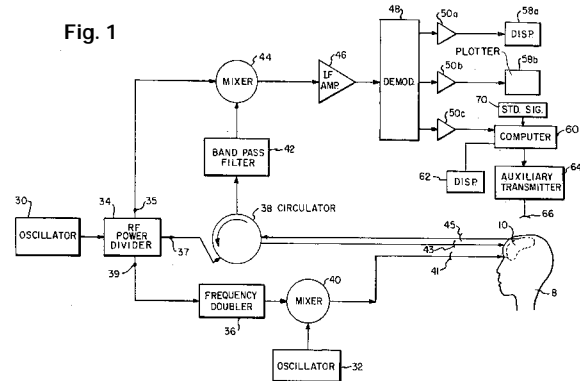 Fig. 1
48
50a
58a
DISP.
44
46
MIXER
I.F.
AMP.
DEMOD.
PLOTTER
50b
58b
70
STD. SIG.
50c
60
COMPUTER
BAND PASS
FILTER
42
64
AUXILIARY
TRANSMITTER
62
DISP.
30
34
35
38 CIRCULATOR
66
OSCILLATOR
RF
POWER
DIVIDER
37
45
43
41
10
39
40
FREQUENCY
DOUBLER
MIXER
36
8
OSCILLATOR
32